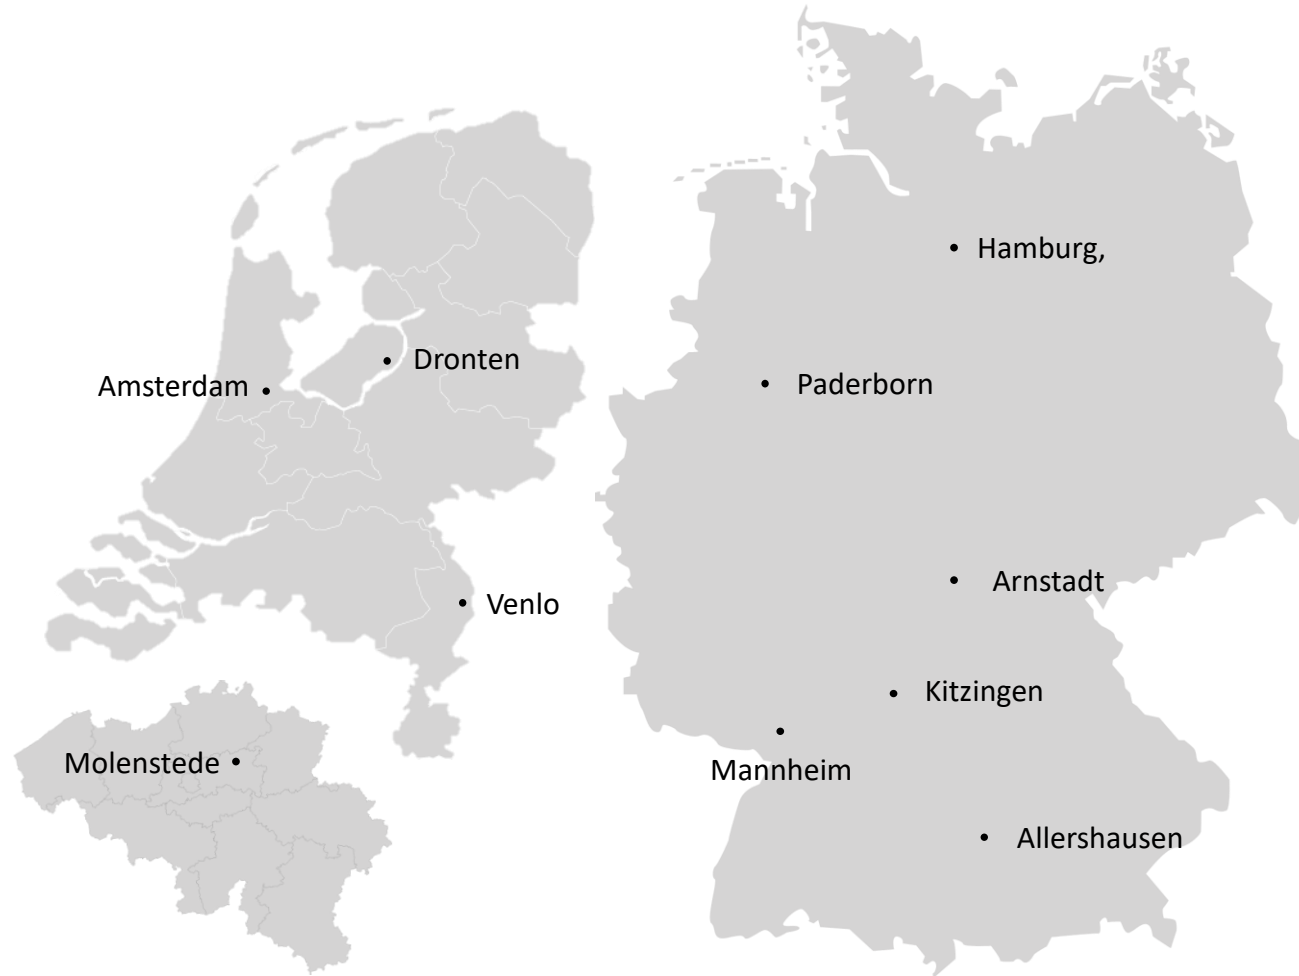 Amsterdam
Dronten
Venlo
Molenstede
Hamburg,
Paderborn
Arnstadt
Kitzingen
Mannheim
Allershausen